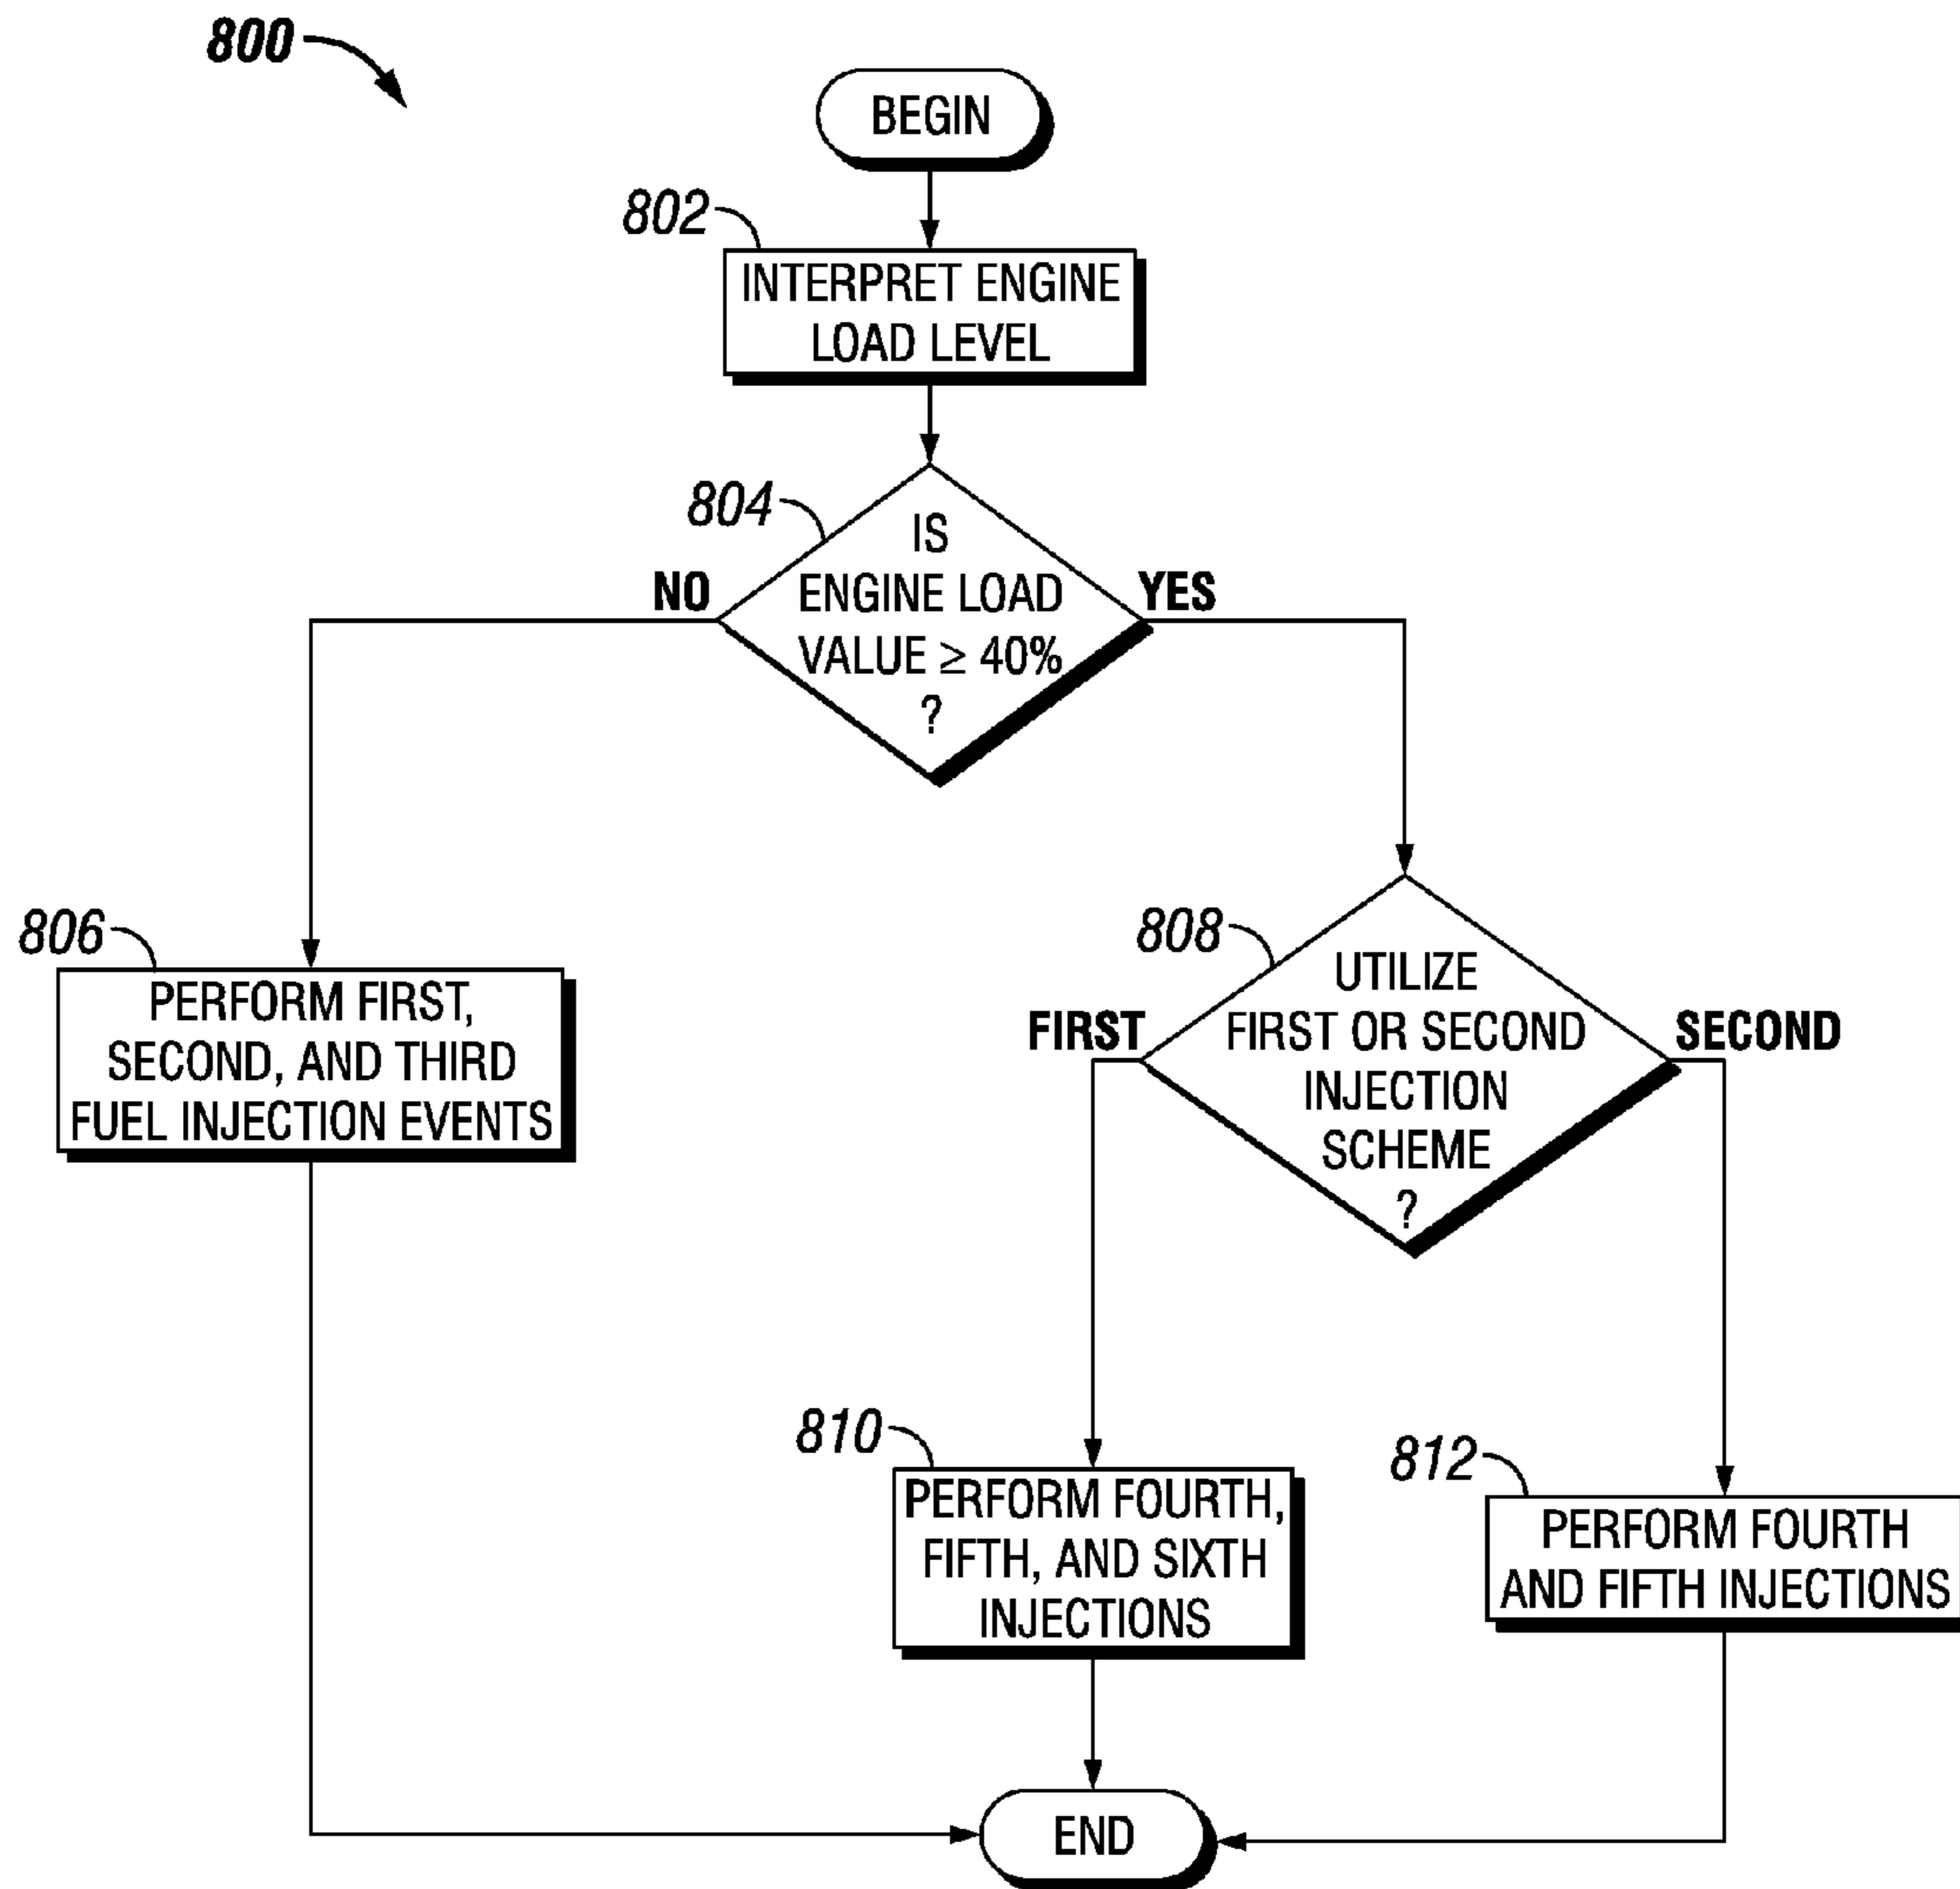 800
BEGIN
802
INTERPRET ENGINE
LOAD LEVEL
804
IS
ENGINE LOAD
VALUE ≥ 40%
?
NO
YES
806
PERFORM FIRST,
SECOND, AND THIRD
FUEL INJECTION EVENTS
808
UTILIZE
FIRST OR SECOND
INJECTION
SCHEME
?
FIRST
SECOND
810
PERFORM FOURTH,
FIFTH, AND SIXTH
INJECTIONS
812
PERFORM FOURTH
AND FIFTH INJECTIONS
END